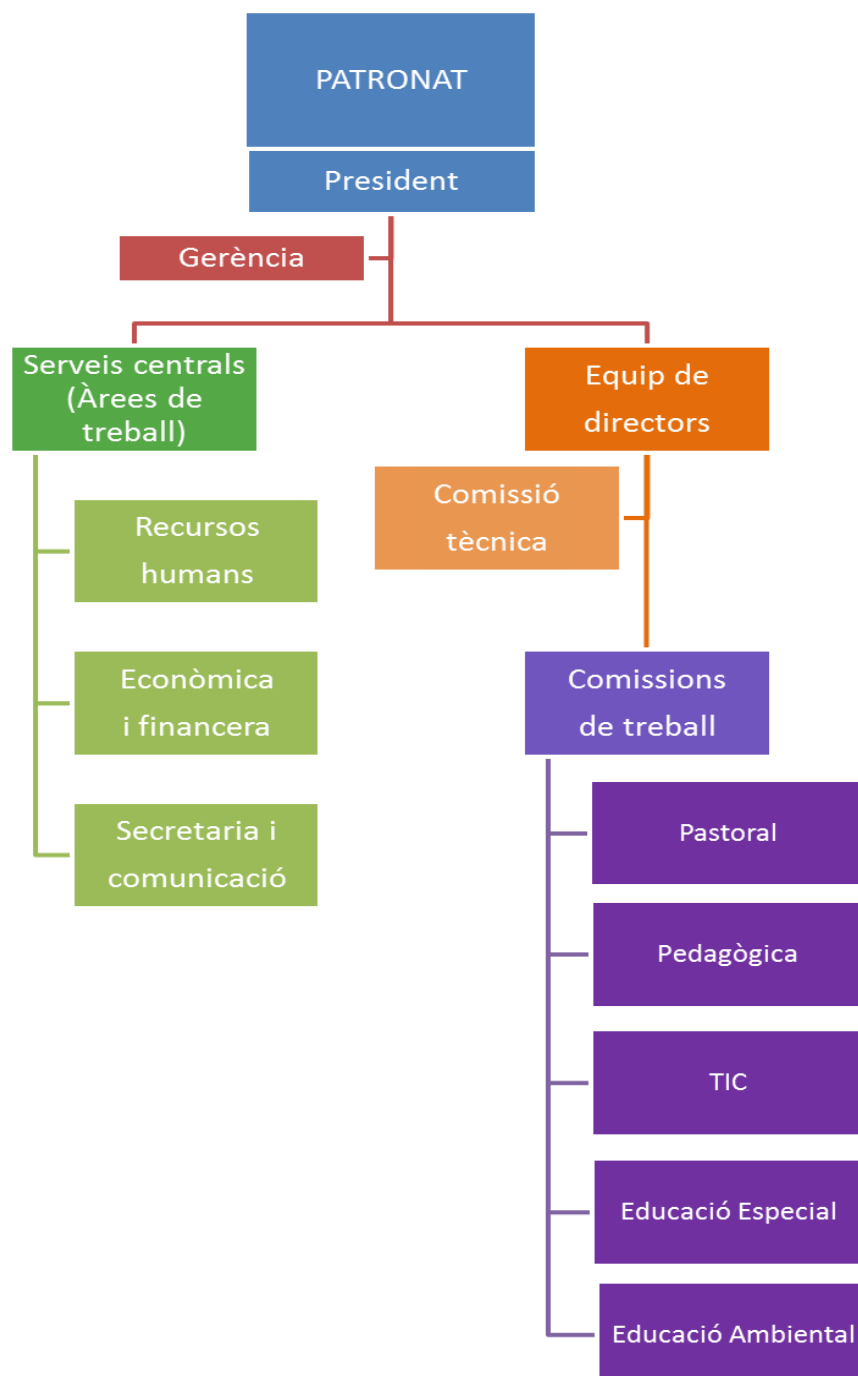 PATRONAT
President
Gerència
Serveis centrals
(Àrees de
treball)
Equip de
directors
Comissió
tècnica
Recursos
humans
Econòmica
i financera
Comissions
de treball
Secretaria i
comunicació
Pastoral
Pedagògica
TIC
Educació Especial
Educació Ambiental